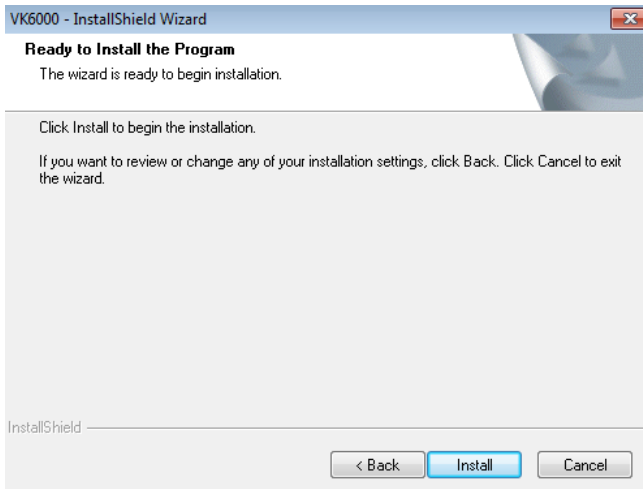 VK6000 - InstallShield Wizard
Ready to Install the Program
The wizard is ready to begin installation.
Click Install to begin the installation.
If you want to review or change any of your installation settings, click Back. Click Cancel to exit
the wizard.
InstallShield
< Back
Install
Cancel